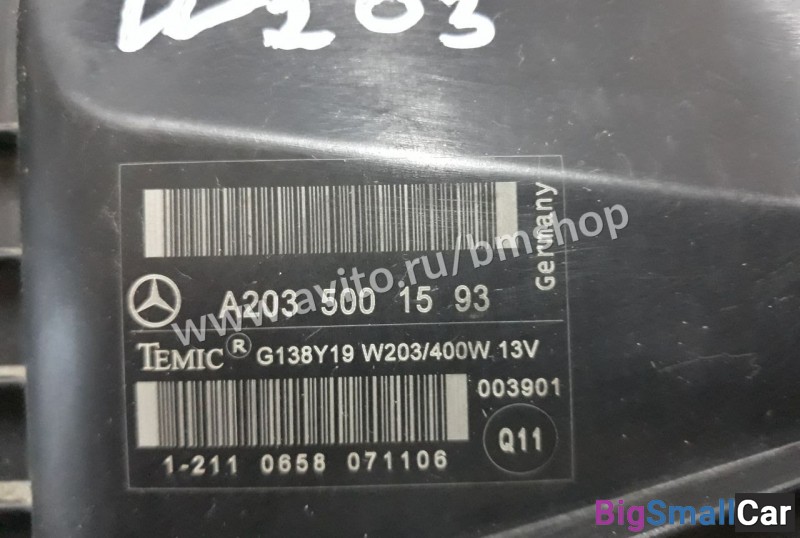 W203
Germany
A203 500 15 93
www.avito.ru/bmshop
TEMIC® G138Y19 W203/400W 13V
003901
Q11
1-211 0658 071106
BigSmallCar